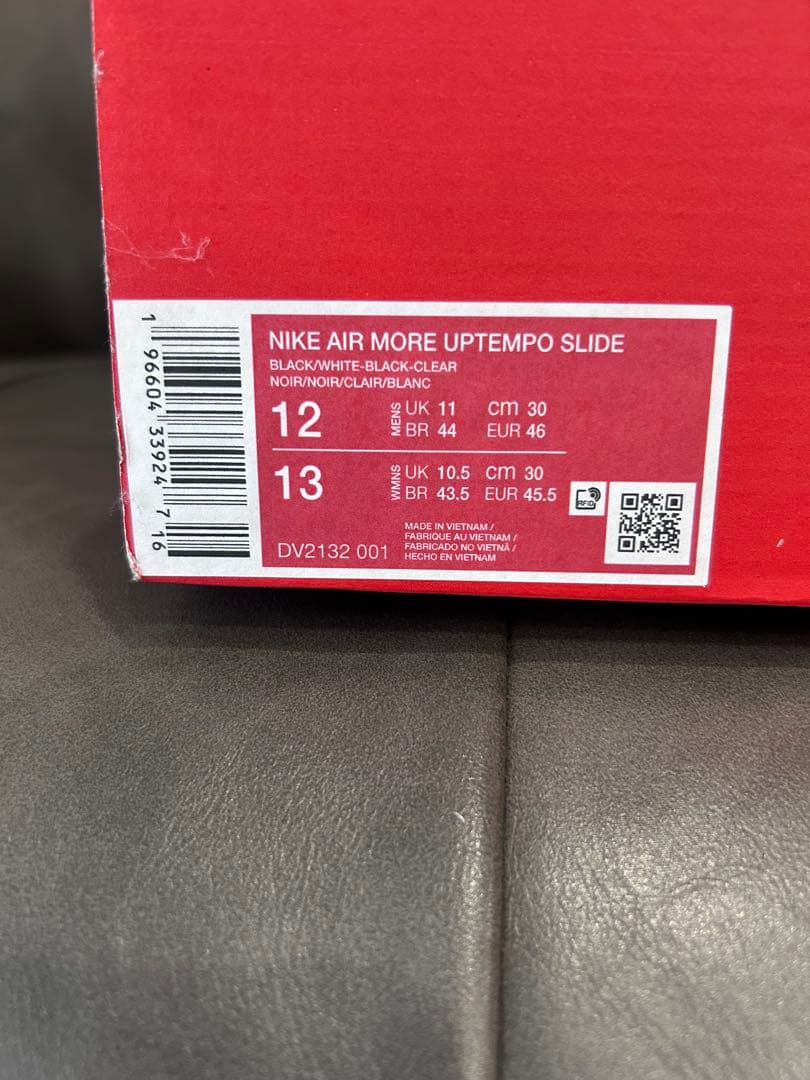 NIKE AIR MORE UPTEMPO SLIDE
BLACK/WHITE-BLACK-CLEAR
NOIR/NOIR/CLAIR/BLANC
12 MENS UK 11 cm 30
BR 44 EUR 46
13 WMNS UK 10.5 cm 30
BR 43.5 EUR 45.5
RFID
MADE IN VIETNAM /
FABRIQUE AU VIETNAM /
FABRICADO NO VIETNÃ /
HECHO EN VIETNAM
DV2132 001
1 96604 33924 7 16